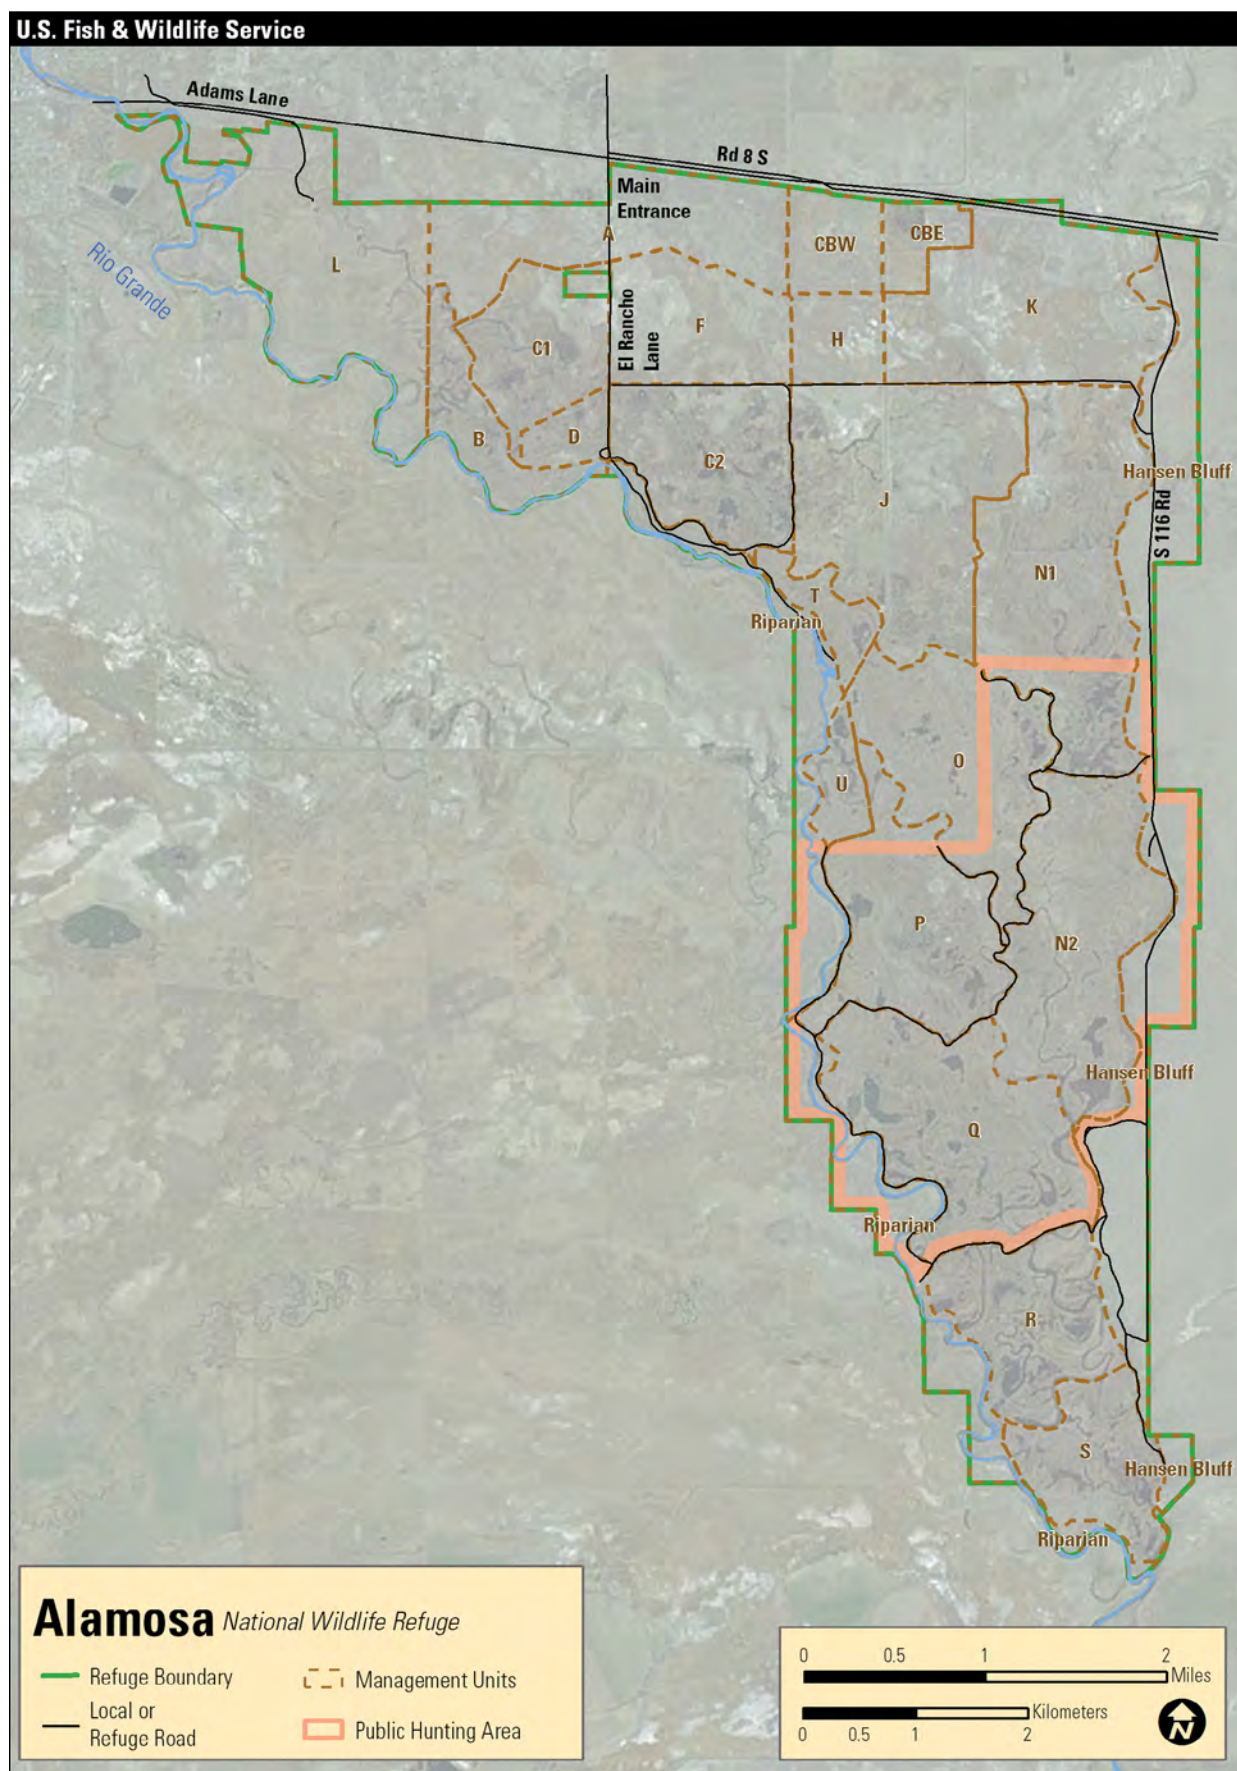 U.S. Fish & Wildlife Service
Adams Lane
Rd 8 S
Main
Entrance
A
CBW
CBE
L
Rio Grande
K
El Rancho
Lane
F
H
C1
B
D
C2
J
Hansen Bluff
S 116 Rd
N1
T
Riparian
O
U
P
N2
Hansen Bluff
Q
Riparian
R
S
Hansen Bluff
Riparian
Alamosa National Wildlife Refuge
Refuge Boundary
Management Units
Local or
Refuge Road
Public Hunting Area
0 0.5 1 2
Miles
Kilometers
0 0.5 1 2
N